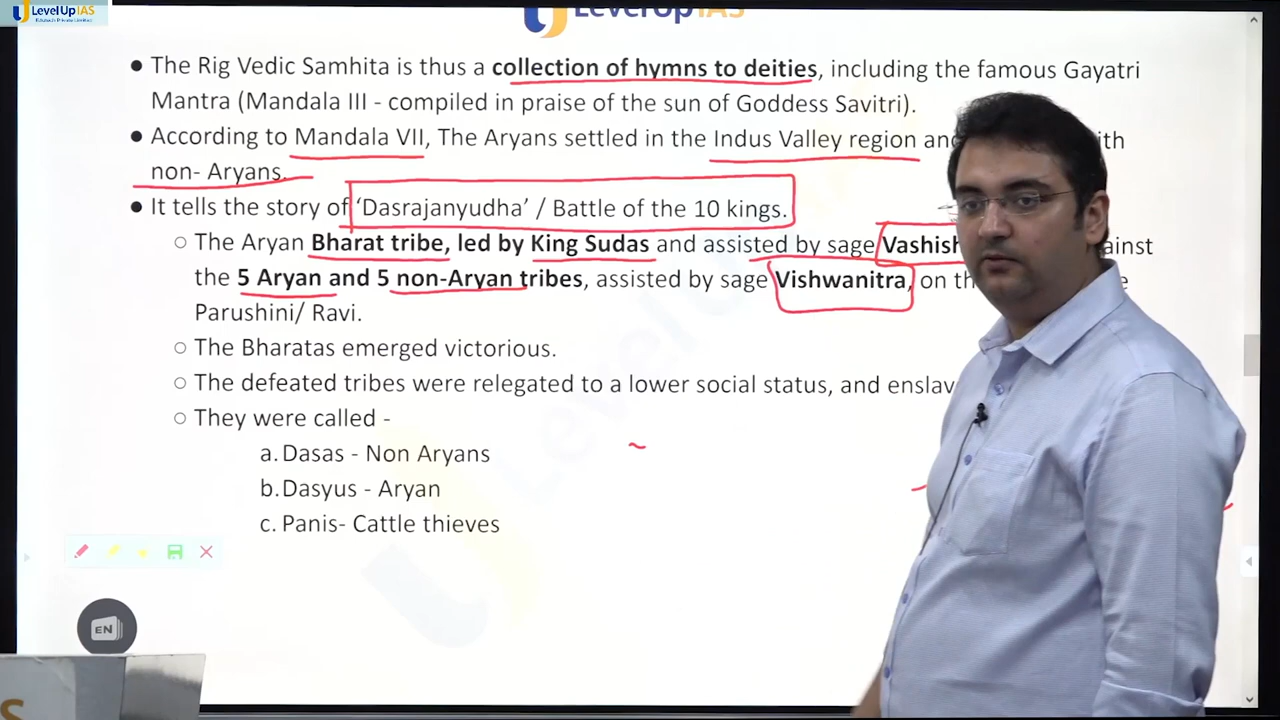 LevelUp IAS
LevelUp IAS
The Rig Vedic Samhita is thus a collection of hymns to deities, including the famous Gayatri
Mantra (Mandala III - compiled in praise of the sun of Goddess Savitri).
According to Mandala VII, The Aryans settled in the Indus Valley region
non- Aryans.
It tells the story of 'Dasrajanyudha' / Battle of the 10 kings.
The Aryan Bharat tribe, led by King Sudas and assisted by sage
the 5 Aryan and 5 non-Aryan tribes, assisted by sage Vishwanitra, on
Parushini/ Ravi.
The Bharatas emerged victorious.
The defeated tribes were relegated to a lower social status, and
They were called -
a. Dasas - Non Aryans
b. Dasyus - Aryan
c. Panis- Cattle thieves
EN